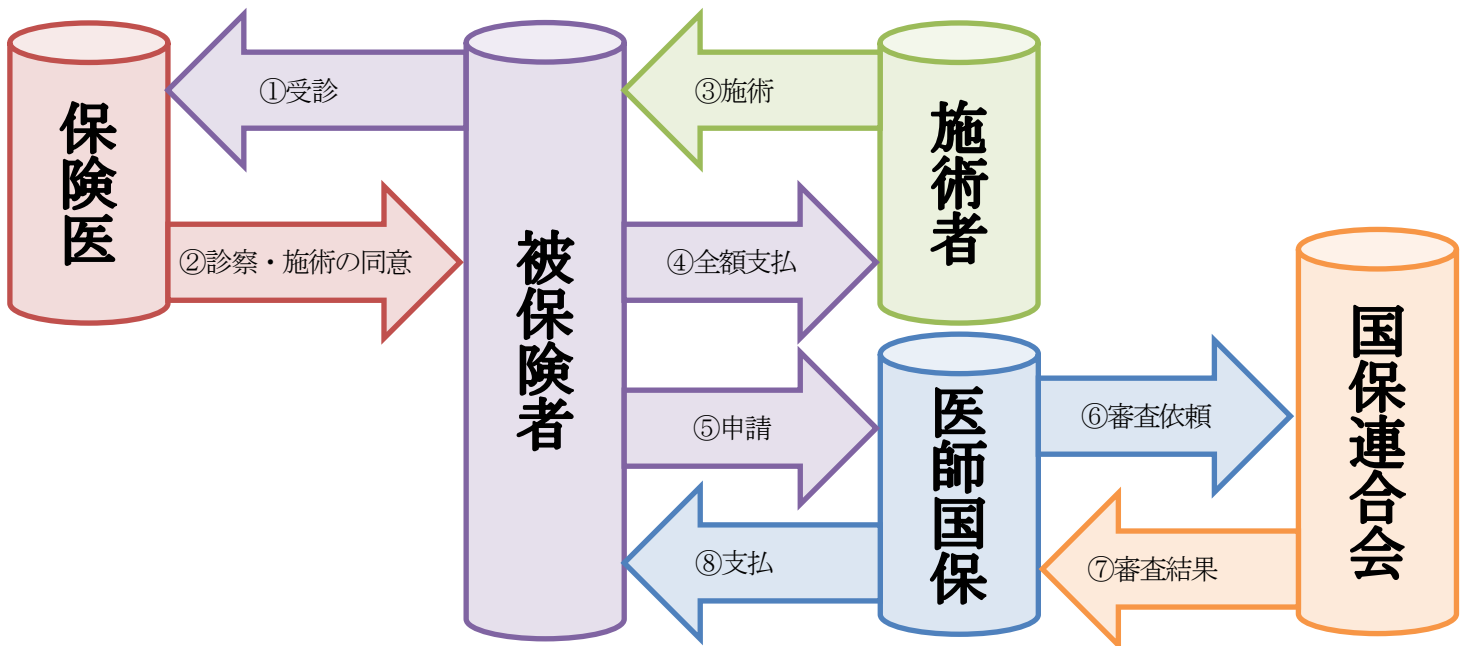 保険医
①受診
②診察・施術の同意
被保険者
③施術
④全額支払
施術者
⑤申請
⑧支払
医師国保
⑥審査依頼
⑦審査結果
国保連合会